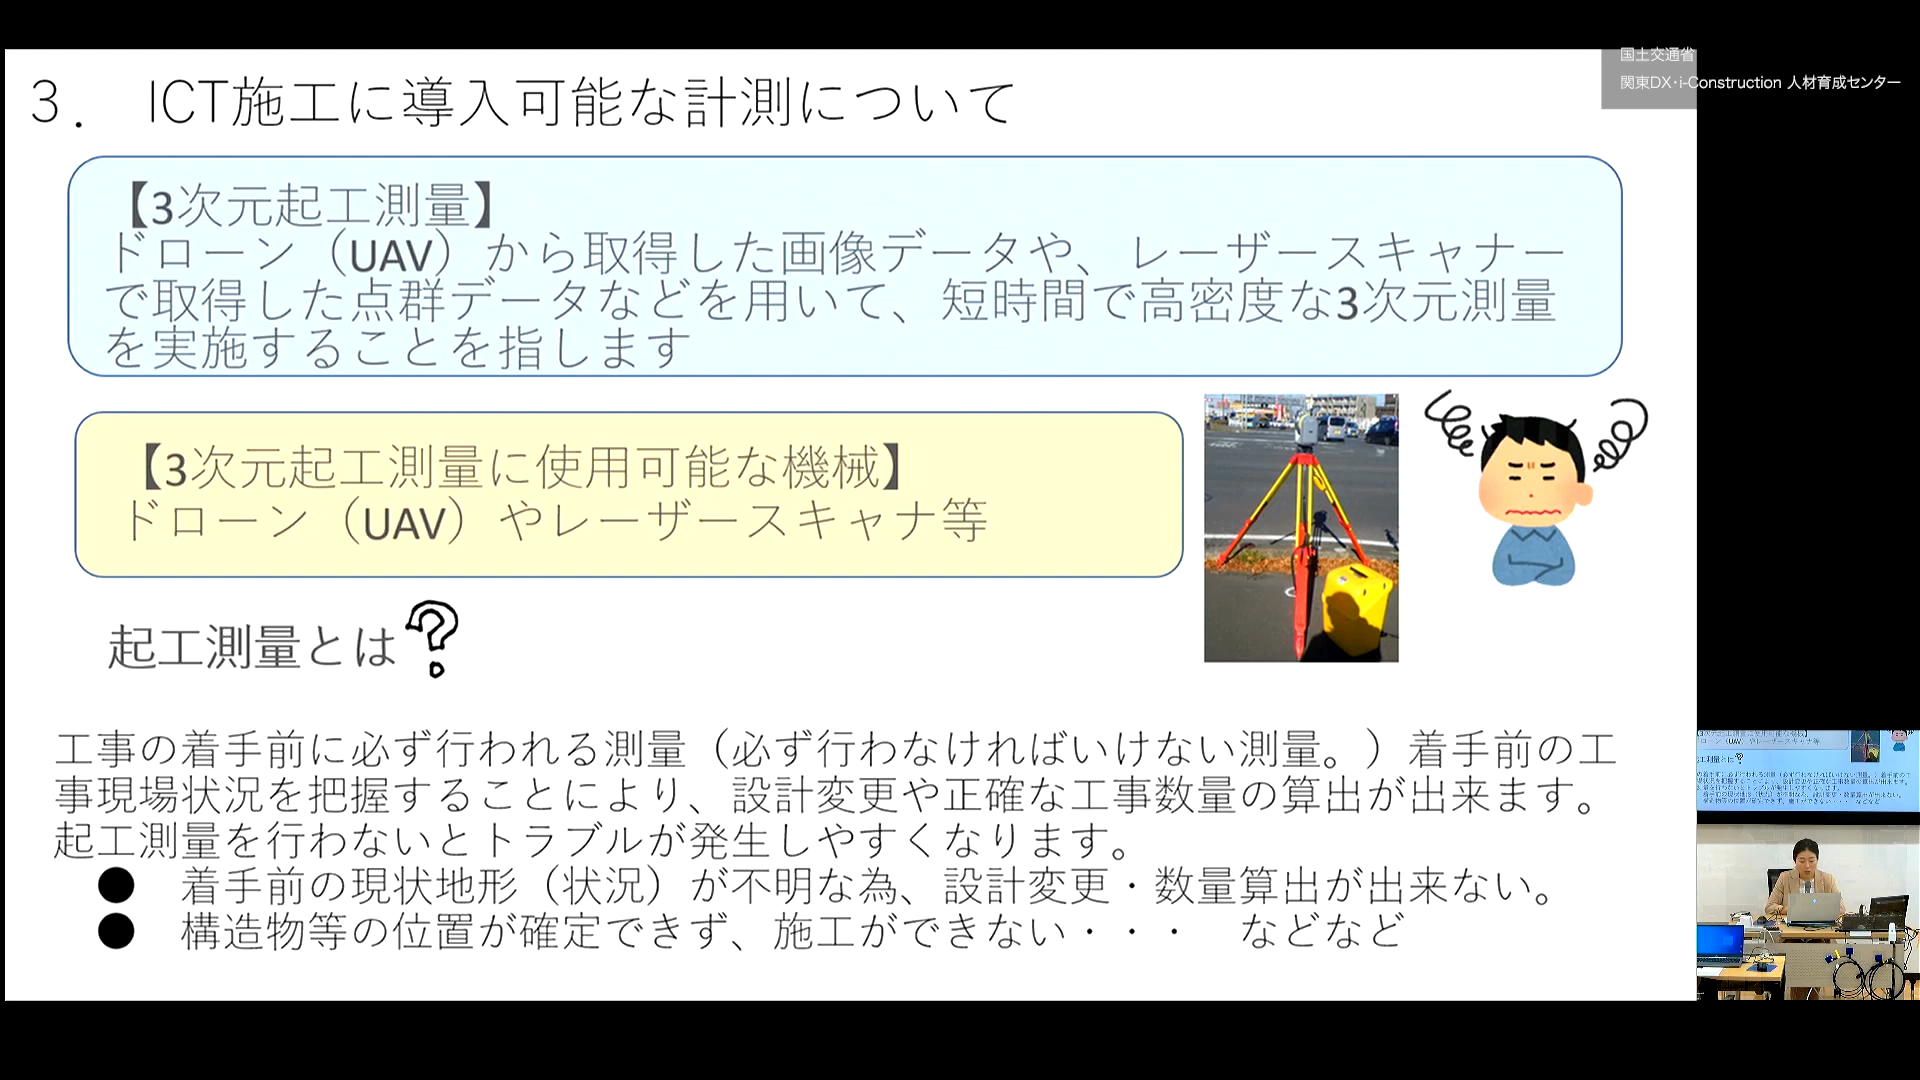 国土交通省
関東DX・i-Construction 人材育成センター
3. ICT施工に導入可能な計測について
【3次元起工測量】
ドローン（UAV）から取得した画像データや、レーザースキャナー
で取得した点群データなどを用いて、短時間で高密度な3次元測量
を実施することを指します
【3次元起工測量に使用可能な機械】
ドローン（UAV）やレーザースキャナ等
起工測量とは?
工事の着手前に必ず行われる測量（必ず行わなければいけない測量。）着手前の工
事現場状況を把握することにより、設計変更や正確な工事数量の算出が出来ます。
起工測量を行わないとトラブルが発生しやすくなります。
● 着手前の現状地形（状況）が不明な為、設計変更・数量算出が出来ない。
● 構造物等の位置が確定できず、施工ができない・・・ などなど